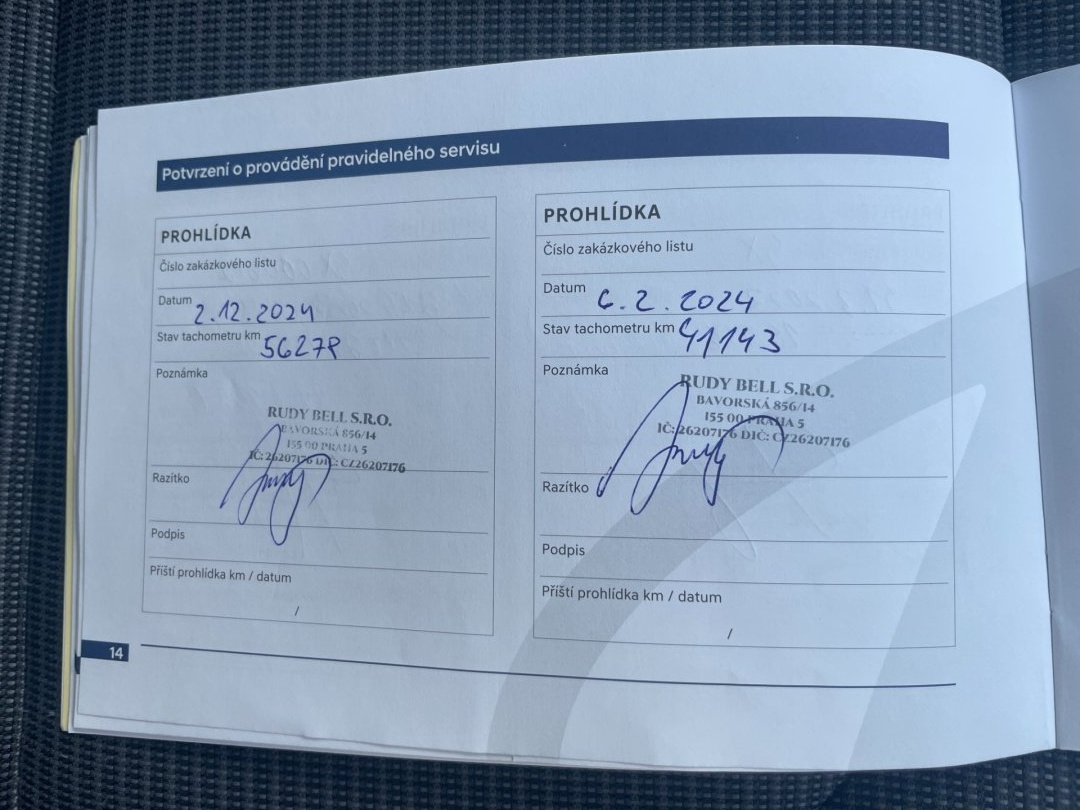 Potvrzení o provádění pravidelného servisu
PROHLÍDKA
Číslo zakázkového listu
Datum 2.12.2024
Stav tachometru km 56278
Poznámka
RUDY BELL S.R.O.
BAVORSKÁ 856/14
155 00 PRAHA 5
IČ: 26207176 DIČ: CZ26207176
Razítko
Podpis
Příští prohlídka km / datum
/
PROHLÍDKA
Číslo zakázkového listu
Datum 6.2.2024
Stav tachometru km 41143
Poznámka
RUDY BELL S.R.O.
BAVORSKÁ 856/14
155 00 PRAHA 5
IČ: 26207176 DIČ: CZ26207176
Razítko
Podpis
Příští prohlídka km / datum
/
14